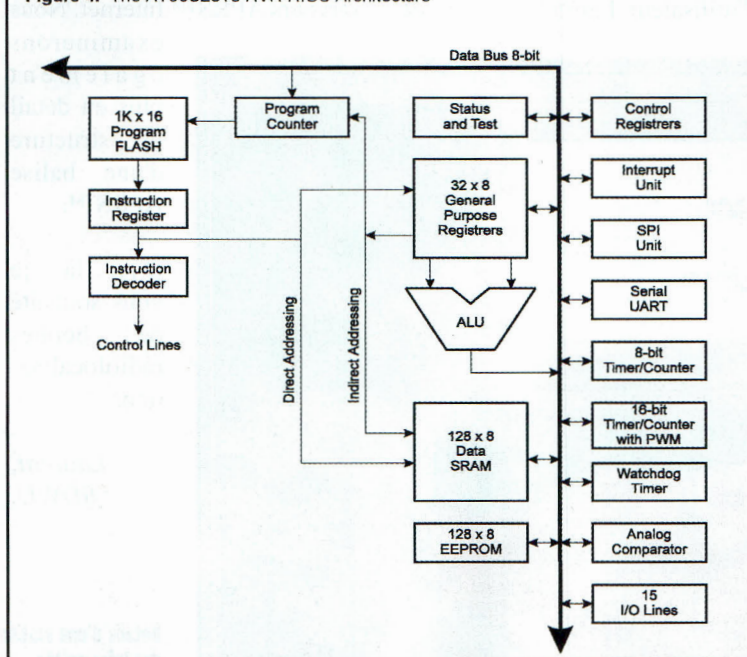 Data Bus 8-bit
1K x 16
Program
FLASH
Program
Counter
Status
and Test
Control
Registrers
Instruction
Register
32 x 8
General
Purpose
Registrers
Interrupt
Unit
SPI
Unit
Instruction
Decoder
Serial
UART
ALU
Control Lines
Direct Addressing
Indirect Addressing
8-bit
Timer/Counter
128 x 8
Data
SRAM
16-bit
Timer/Counter
with PWM
Watchdog
Timer
128 x 8
EEPROM
Analog
Comparator
15
I/O Lines